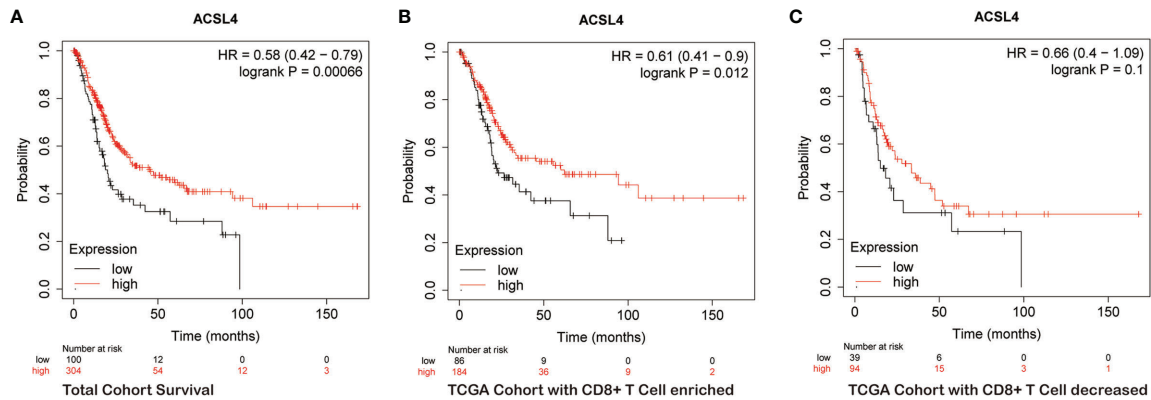 A
ACSL4
HR = 0.58 (0.42 − 0.79)
logrank P = 0.00066
Probability
1.0
0.8
0.6
0.4
0.2
0.0
Expression
low
high
0 50 100 150
Time (months)
Number at risk
low 100 12 0 0
high 304 54 12 3
Total Cohort Survival
B
ACSL4
HR = 0.61 (0.41 − 0.9)
logrank P = 0.012
Probability
1.0
0.8
0.6
0.4
0.2
0.0
Expression
low
high
0 50 100 150
Time (months)
Number at risk
low 86 9 0 0
high 184 36 9 2
TCGA Cohort with CD8+ T Cell enriched
C
ACSL4
HR = 0.66 (0.4 − 1.09)
logrank P = 0.1
Probability
1.0
0.8
0.6
0.4
0.2
0.0
Expression
low
high
0 50 100 150
Time (months)
Number at risk
low 39 6 0 0
high 94 15 3 1
TCGA Cohort with CD8+ T Cell decreased